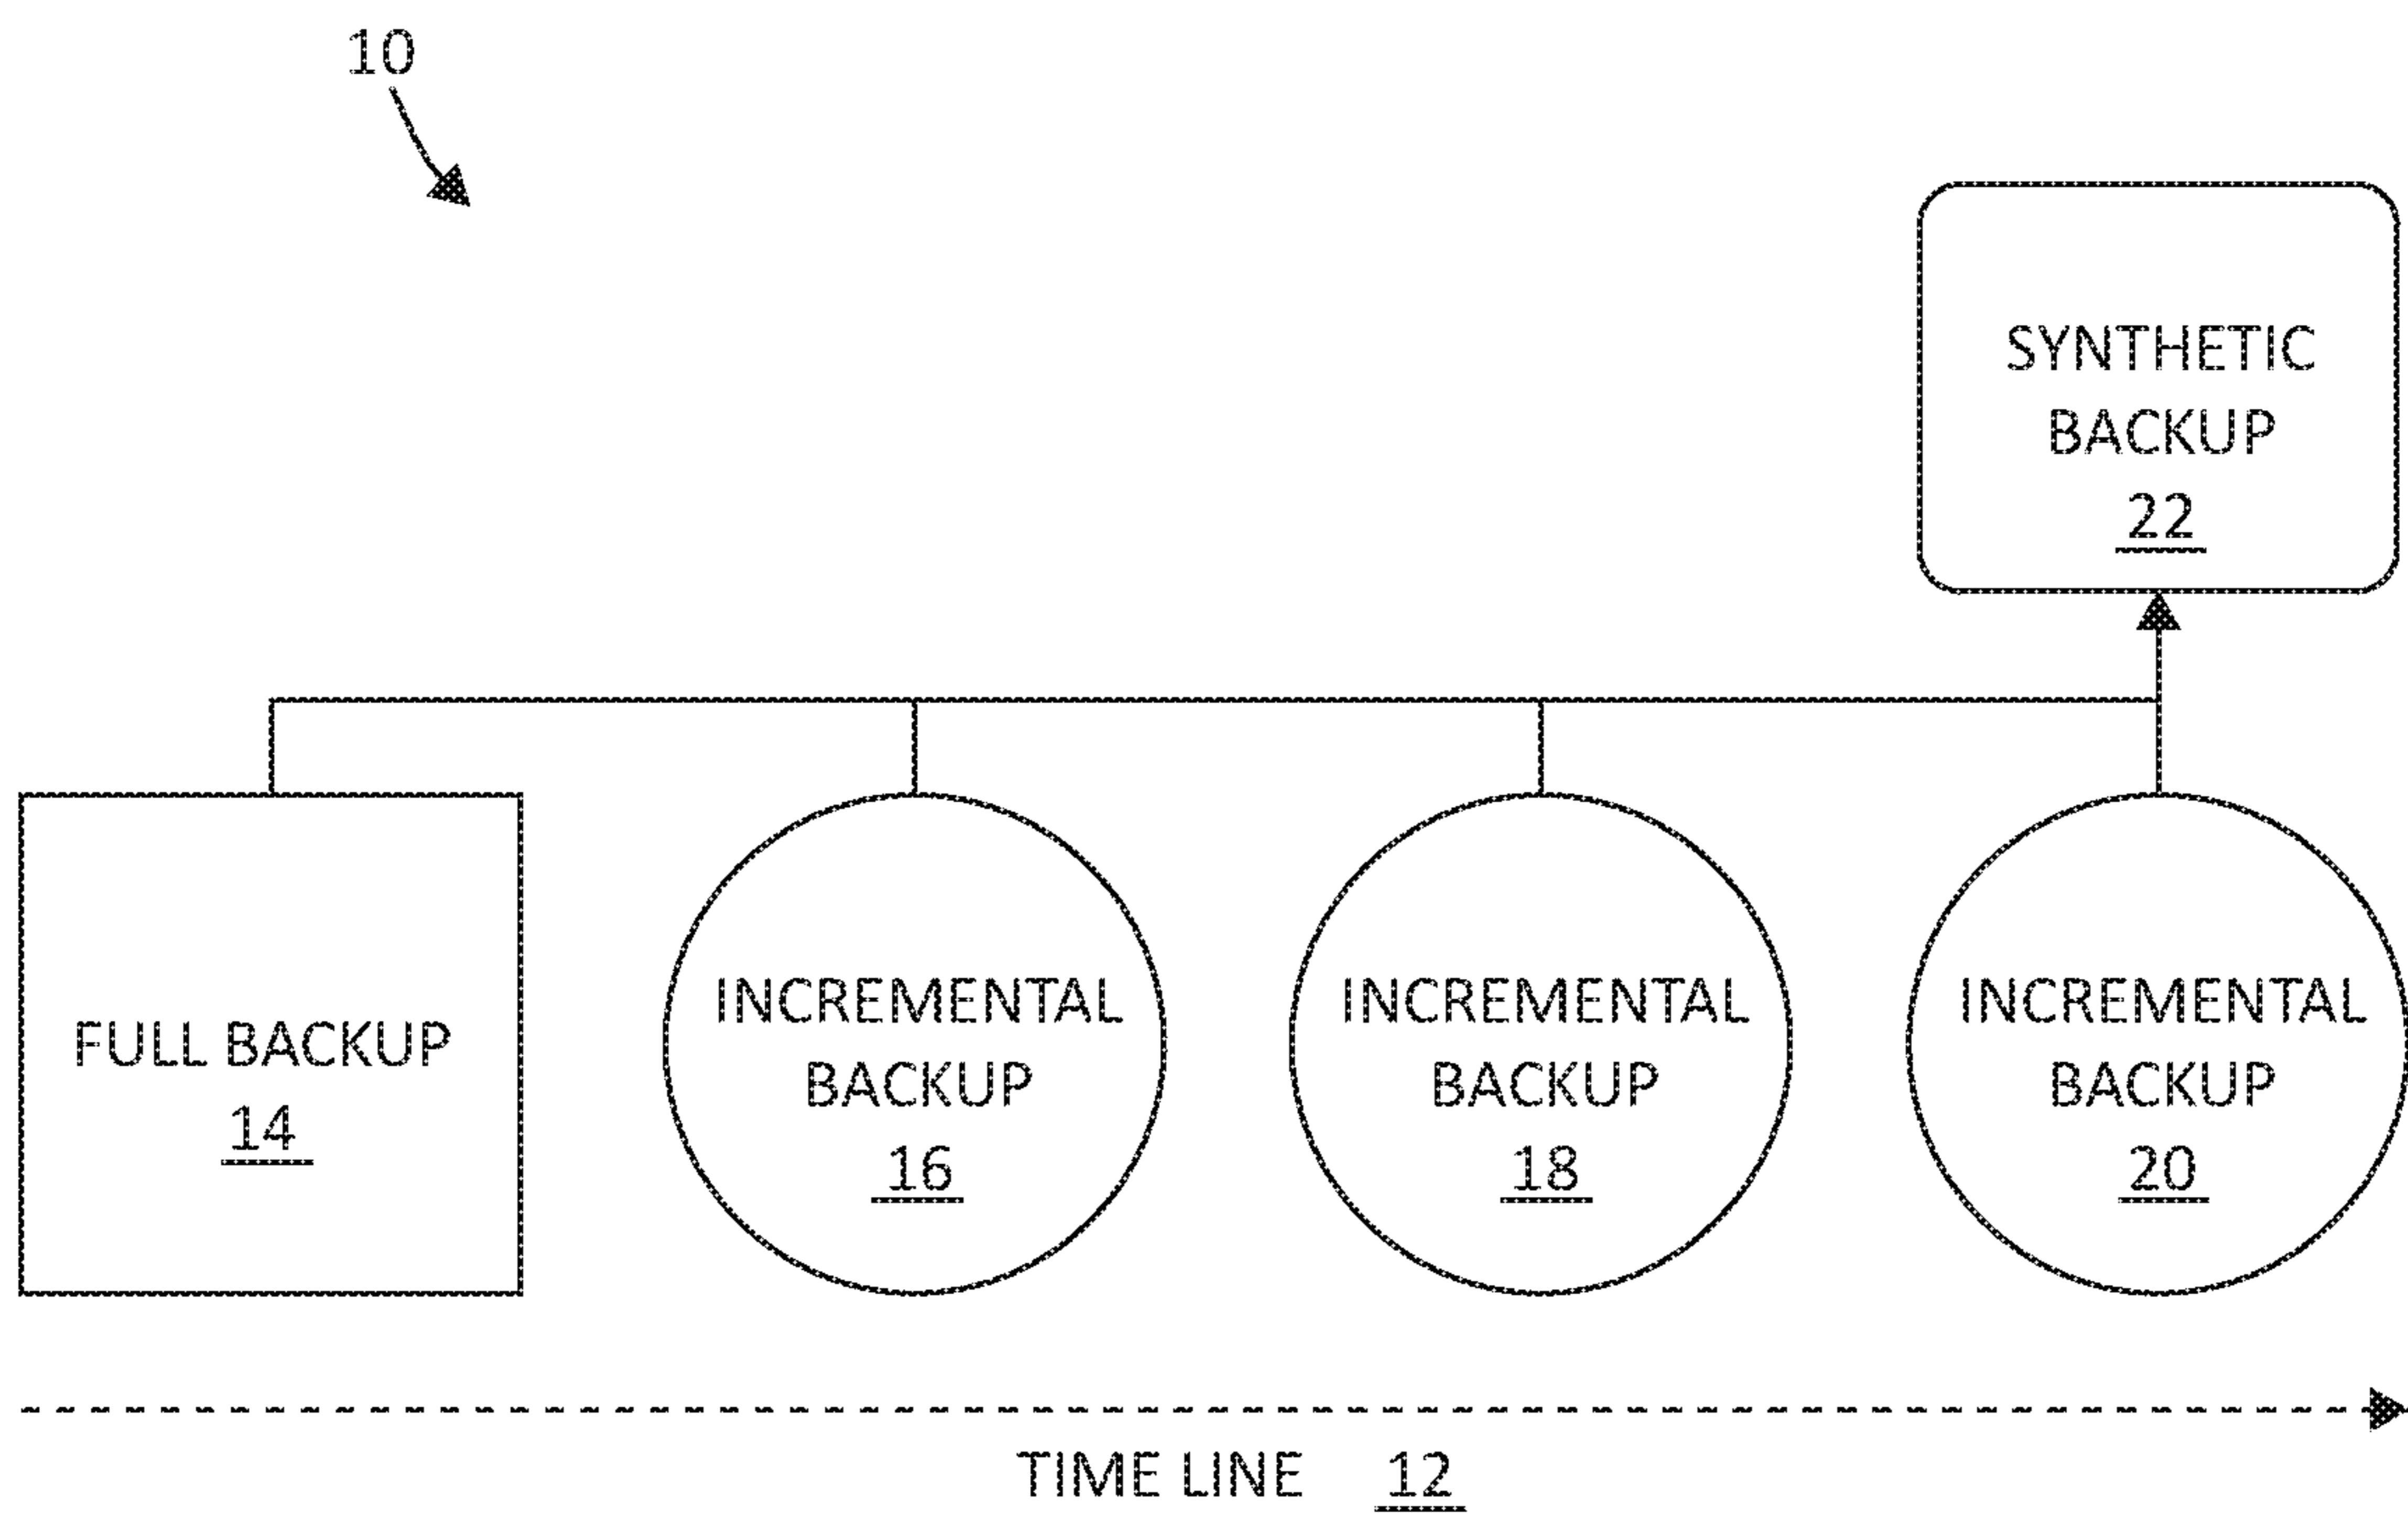 10
SYNTHETIC
BACKUP
22
FULL BACKUP
14
INCREMENTAL
BACKUP
16
INCREMENTAL
BACKUP
18
INCREMENTAL
BACKUP
20
TIME LINE 12